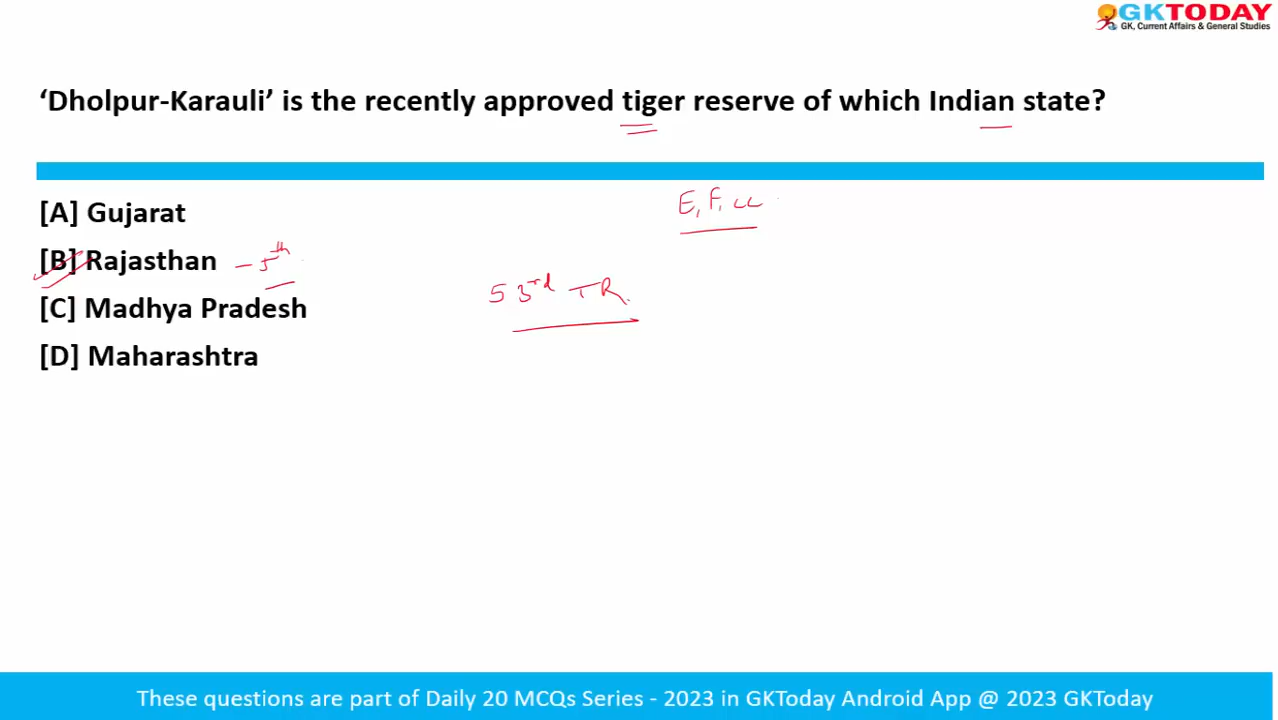 GKTODAY
GK, Current Affairs & General Studies
‘Dholpur-Karauli’ is the recently approved tiger reserve of which Indian state?
[A] Gujarat
E, F, CC
[B] Rajasthan - 5th
53rd TR.
[C] Madhya Pradesh
[D] Maharashtra
These questions are part of Daily 20 MCQs Series - 2023 in GKToday Android App @ 2023 GKToday